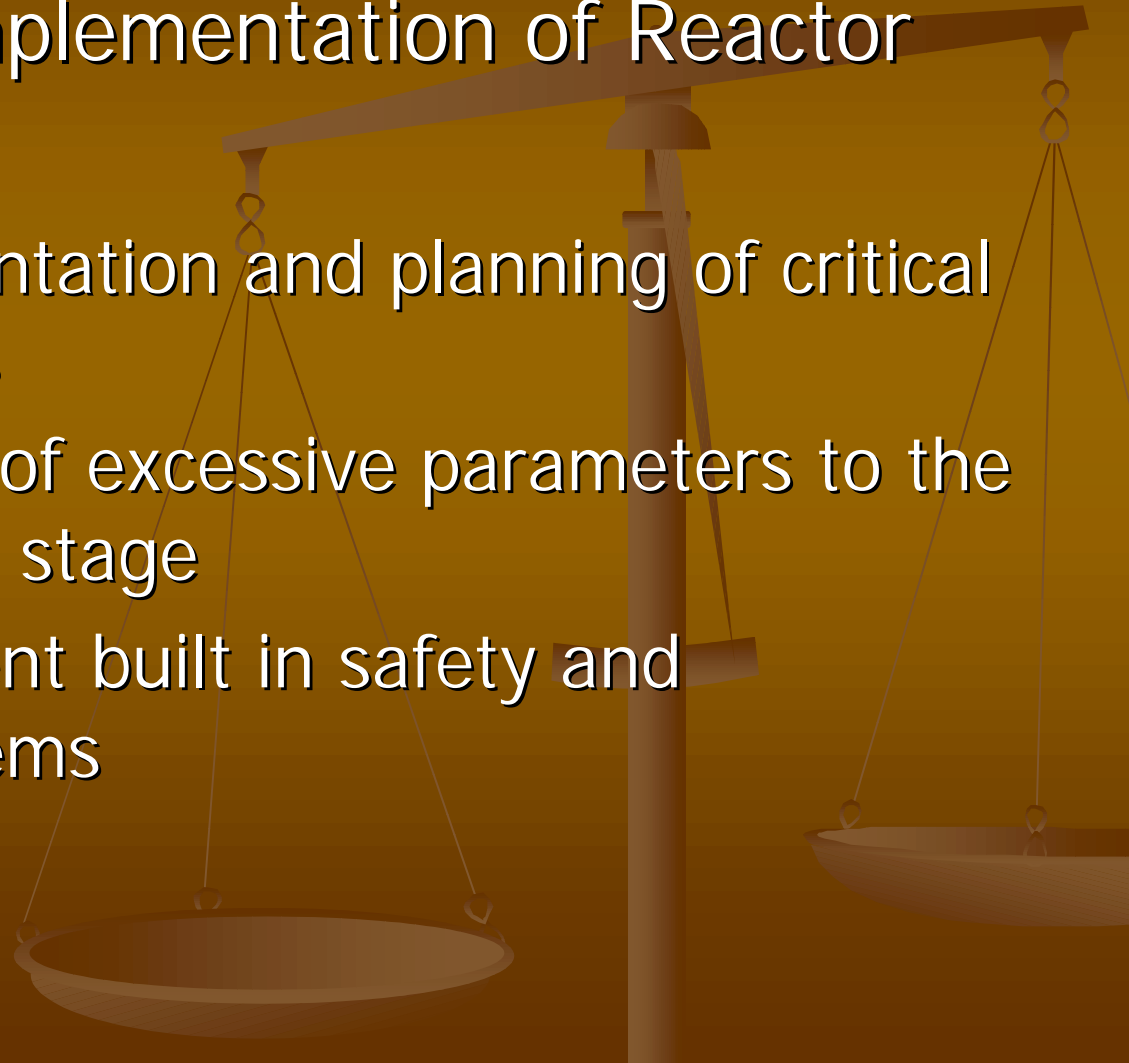 plementation of Reactor
ntation and planning of critical
of excessive parameters to the
stage
nt built in safety and
ems